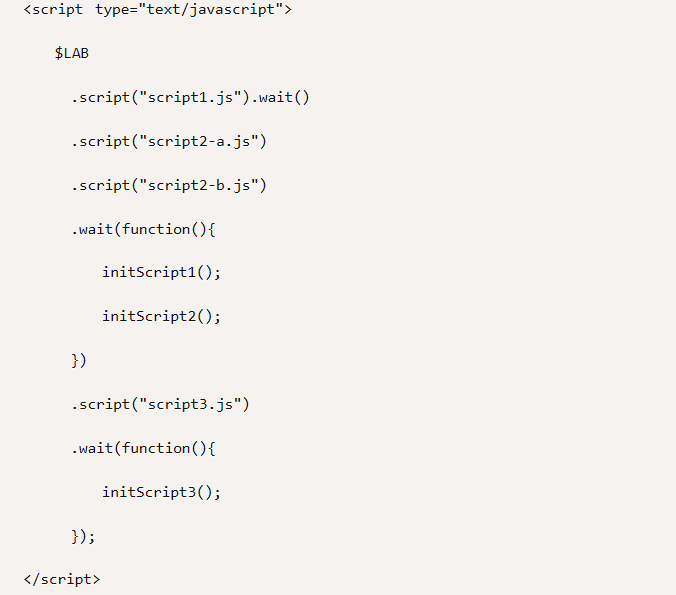 <script type="text/javascript">
$LAB
.script("script1.js").wait()
.script("script2-a.js")
.script("script2-b.js")
.wait(function(){
initScript1();
initScript2();
})
.script("script3.js")
.wait(function(){
initScript3();
});
</script>